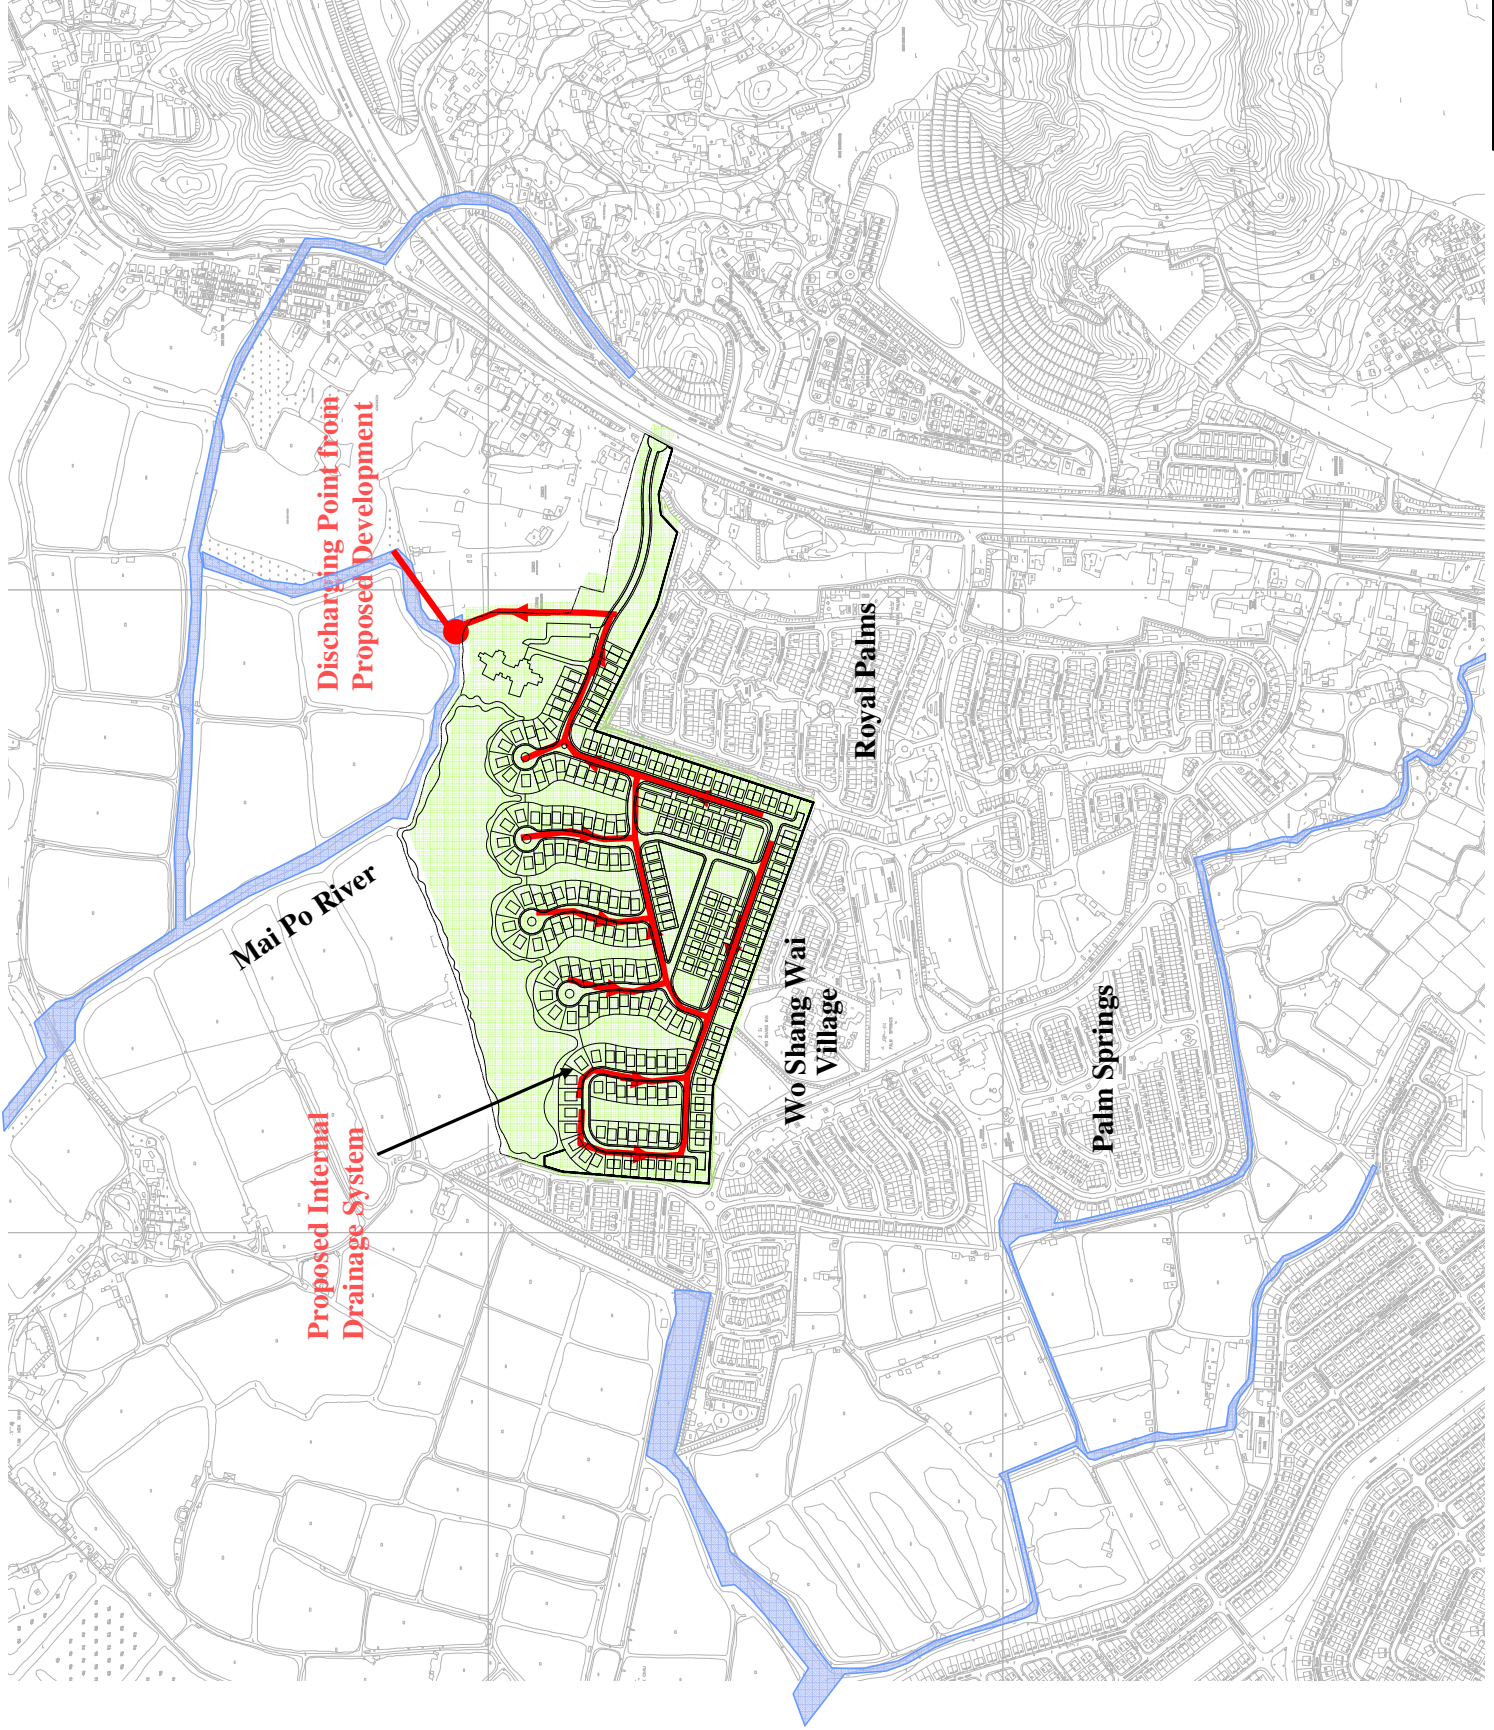 Discharging Point from
Proposed Development
Mai Po River
Proposed Internal
Drainage System
Royal Palms
Wo Shang Wai
Village
Palm Springs